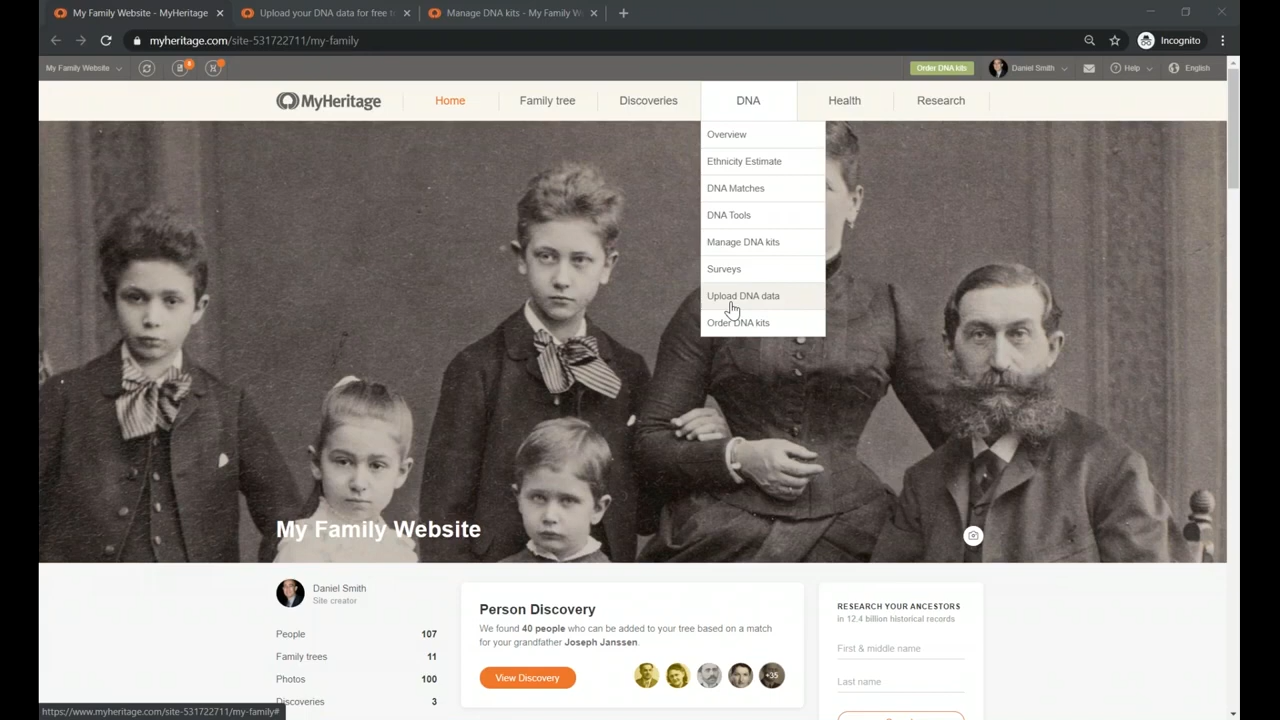 My Family Website - MyHeritage
Upload your DNA data for free t
Manage DNA kits - My Family W
myheritage.com/site-531722711/my-family
Incognito
My Family Website
8
Order DNA kits
Daniel Smith
Help
English
MyHeritage
Home
Family tree
Discoveries
DNA
Health
Research
Overview
Ethnicity Estimate
DNA Matches
DNA Tools
Manage DNA kits
Surveys
Upload DNA data
Order DNA kits
My Family Website
Daniel Smith
Site creator
People 107
Family trees 11
Photos 100
Discoveries 3
Person Discovery
We found 40 people who can be added to your tree based on a match
for your grandfather Joseph Janssen.
View Discovery
+35
RESEARCH YOUR ANCESTORS
in 12.4 billion historical records
First & middle name
Last name
https://www.myheritage.com/site-531722711/my-family#